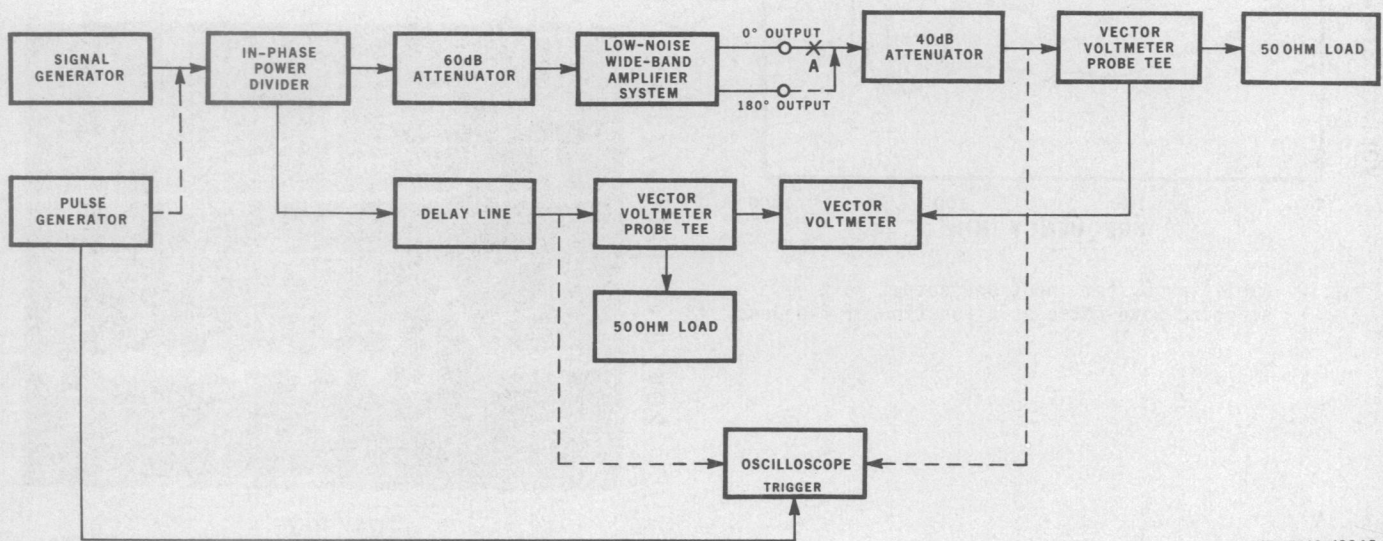 SIGNAL
GENERATOR
IN-PHASE
POWER
DIVIDER
60dB
ATTENUATOR
LOW-NOISE
WIDE-BAND
AMPLIFIER
SYSTEM
0° OUTPUT
A
180° OUTPUT
40dB
ATTENUATOR
VECTOR
VOLTMETER
PROBE TEE
50 OHM LOAD
PULSE
GENERATOR
DELAY LINE
VECTOR
VOLTMETER
PROBE TEE
VECTOR
VOLTMETER
50 OHM LOAD
OSCILLOSCOPE
TRIGGER